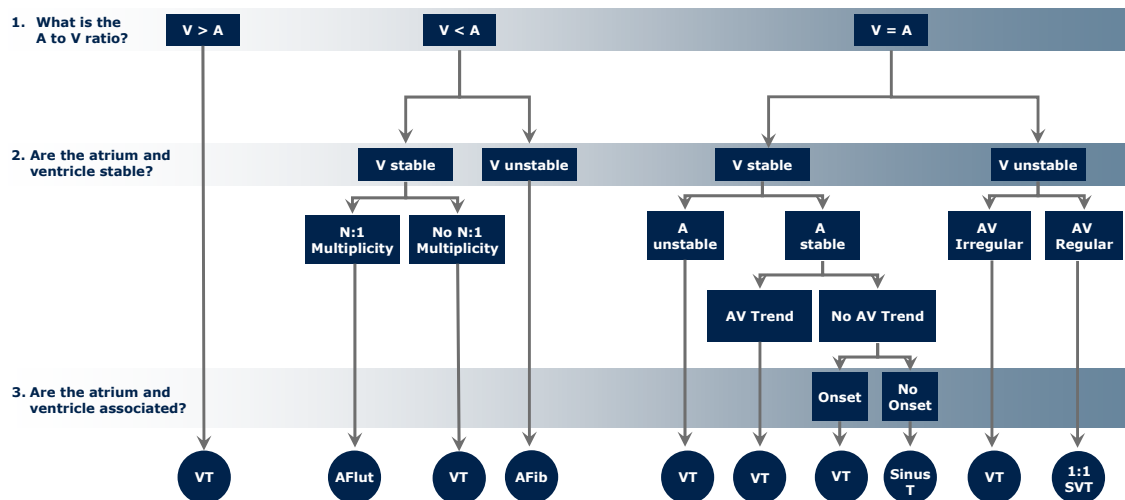 1. What is the
A to V ratio?
V > A
V < A
V = A
2. Are the atrium and
ventricle stable?
V stable
V unstable
V stable
V unstable
N:1
Multiplicity
No N:1
Multiplicity
A
unstable
A
stable
AV
Irregular
AV
Regular
AV Trend
No AV Trend
3. Are the atrium and
ventricle associated?
Onset
No
Onset
VT
AFlut
VT
AFib
VT
VT
VT
Sinus
T
VT
1:1
SVT